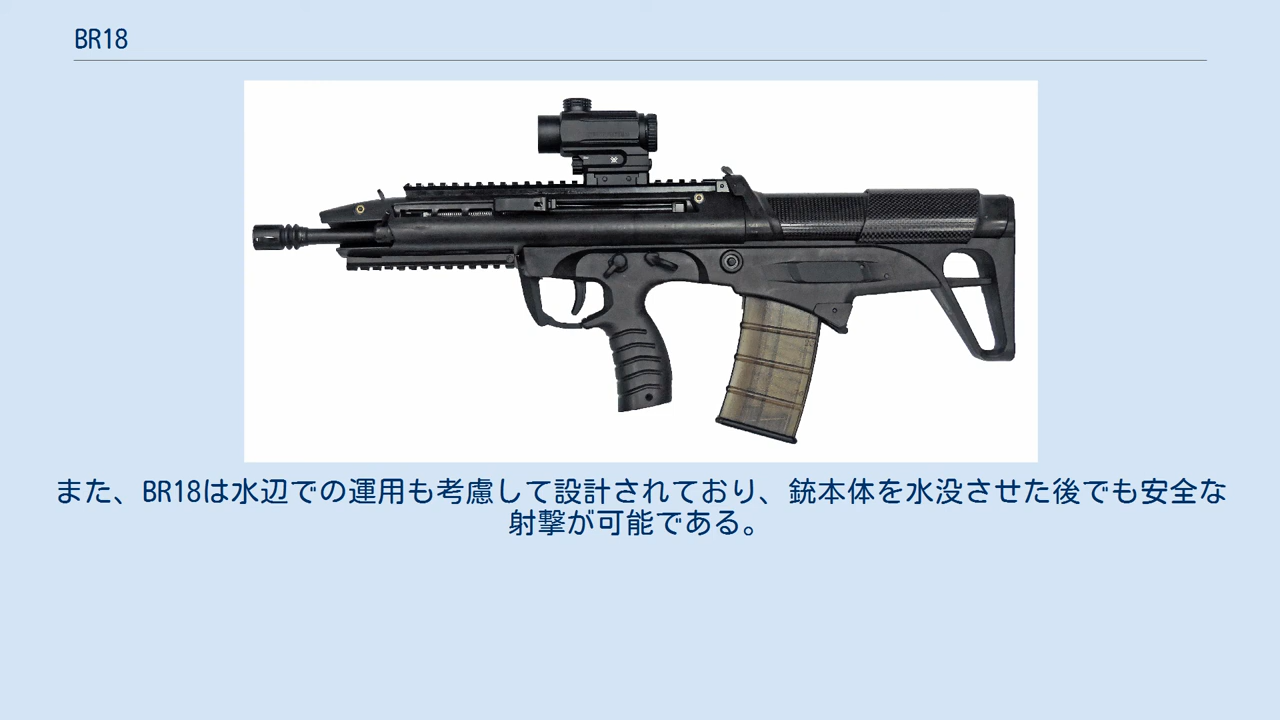 BR18
また、BR18は水辺での運用も考慮して設計されており、銃本体を水没させた後でも安全な
射撃が可能である。